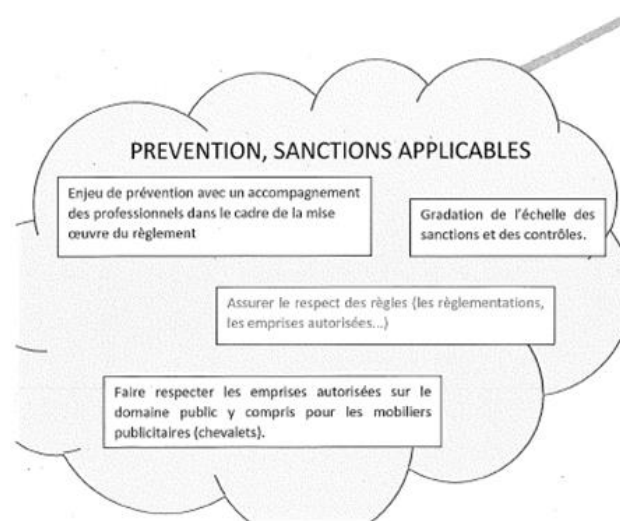 PREVENTION, SANCTIONS APPLICABLES
Enjeu de prévention avec un accompagnement
des professionnels dans le cadre de la mise
œuvre du règlement
Gradation de l'échelle des
sanctions et des contrôles.
Assurer le respect des règles (les règlementations,
les emprises autorisées...)
Faire respecter les emprises autorisées sur le
domaine public y compris pour les mobiliers
publicitaires (chevalets).